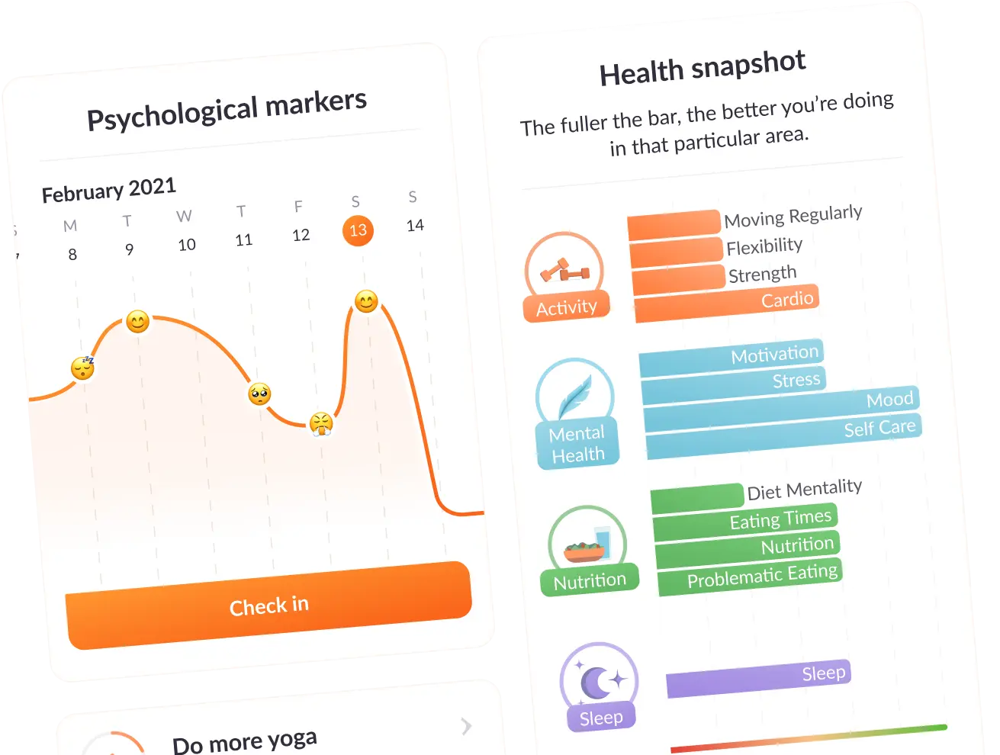 Psychological markers
February 2021
M T W T F S S
8 9 10 11 12 13 14
Check in
Do more yoga
Health snapshot
The fuller the bar, the better you’re doing
in that particular area.
Activity
Moving Regularly
Flexibility
Strength
Cardio
Mental
Health
Motivation
Stress
Mood
Self Care
Nutrition
Diet Mentality
Eating Times
Nutrition
Problematic Eating
Sleep
Sleep